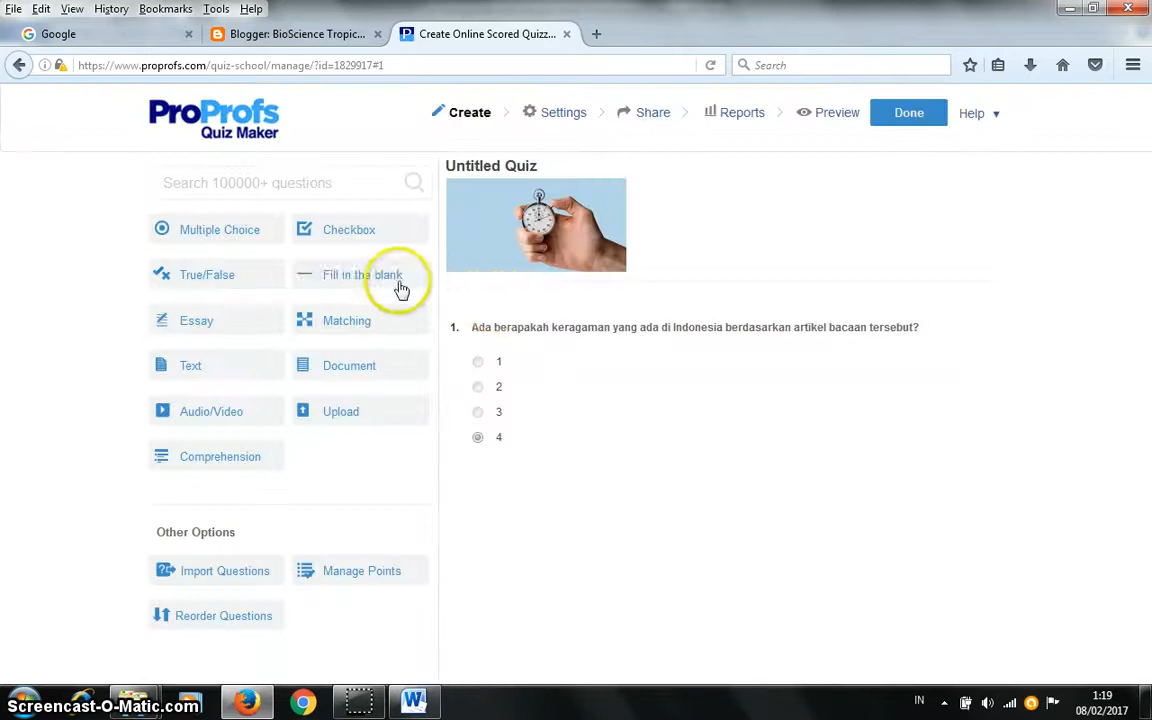 File Edit View History Bookmarks Tools Help
Google
Blogger: BioScience Tropic...
Create Online Scored Quizz...
https://www.proprofs.com/quiz-school/manage/?id=1829917#1
Search
ProProfs
Quiz Maker
Create
Settings
Share
Reports
Preview
Done
Help
Search 100000+ questions
Multiple Choice
Checkbox
True/False
Fill in the blank
Essay
Matching
Text
Document
Audio/Video
Upload
Comprehension
Other Options
Import Questions
Manage Points
Reorder Questions
Untitled Quiz
1. Ada berapakah keragaman yang ada di Indonesia berdasarkan artikel bacaan tersebut?
1
2
3
4
IN
1:19
08/02/2017
Screencast-O-Matic.com